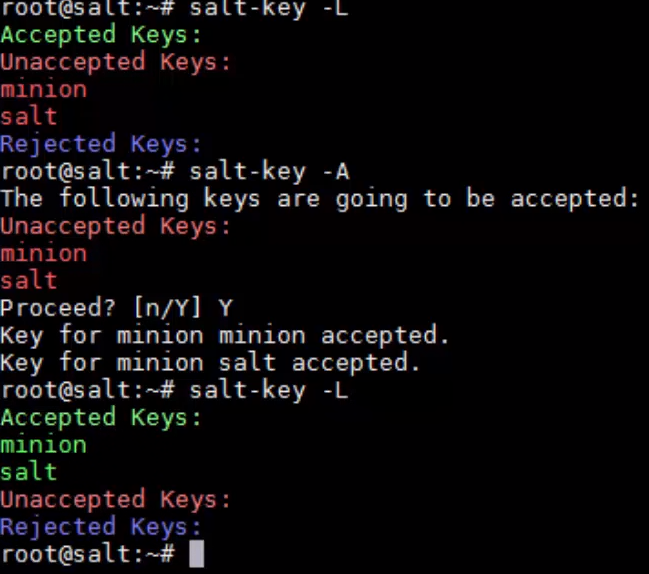 root@salt:~# salt-key -L
Accepted Keys:
Unaccepted Keys:
minion
salt
Rejected Keys:
root@salt:~# salt-key -A
The following keys are going to be accepted:
Unaccepted Keys:
minion
salt
Proceed? [n/Y] Y
Key for minion minion accepted.
Key for minion salt accepted.
root@salt:~# salt-key -L
Accepted Keys:
minion
salt
Unaccepted Keys:
Rejected Keys:
root@salt:~#